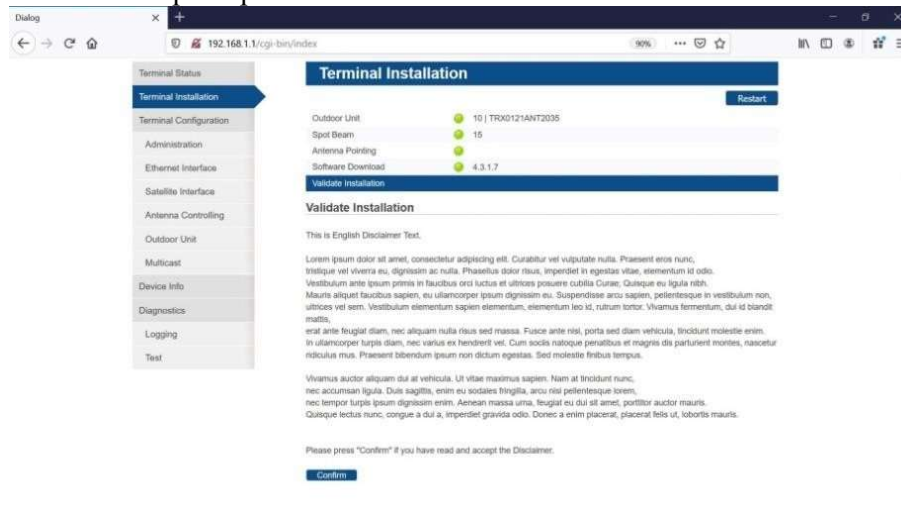 Dialog
192.168.1.1/cgi-bin/index
90%
Terminal Status
Terminal Installation
Terminal Configuration
Administration
Ethernet Interface
Satellite Interface
Antenna Controlling
Outdoor Unit
Multicast
Device Info
Diagnostics
Logging
Test
Terminal Installation
Restart
Outdoor Unit 10 | TRX0121ANT2035
Spot Beam 15
Antenna Pointing
Software Download 4.3.1.7
Validate Installation
Validate Installation
This is English Disclaimer Text.
Lorem ipsum dolor sit amet, consectetur adipiscing elit. Curabitur vel vulputate nulla. Praesent eros nunc,
tristique vel viverra eu, dignissim ac nulla. Phasellus dolor risus, imperdiet in egestas vitae, elementum id odio.
Vestibulum ante ipsum primis in faucibus orci luctus et ultrices posuere cubilia Curae; Quisque eu ligula nibh.
Mauris aliquet faucibus sapien, eu ullamcorper ipsum dignissim eu. Suspendisse arcu sapien, pellentesque in vestibulum non,
ultrices vel sem. Vestibulum elementum sapien elementum, elementum leo id, rutrum tortor. Vivamus fermentum, dui id blandit
mattis,
erat ante feugiat diam, nec aliquam nulla risus sed massa. Fusce ante nisi, porta sed diam vehicula, tincidunt molestie enim.
In ullamcorper turpis diam, nec varius ex hendrerit vel. Cum sociis natoque penatibus et magnis dis parturient montes, nascetur
ridiculus mus. Praesent bibendum ipsum non dictum egestas. Sed molestie finibus tempus.
Vivamus auctor aliquam dui at vehicula. Ut vitae maximus sapien. Nam at tincidunt nunc,
nec accumsan ligula. Duis sagittis, enim eu sodales fringilla, arcu nisl pellentesque lorem,
nec tempor turpis ipsum dignissim enim. Aenean massa urna, feugiat eu dui sit amet, porttitor auctor mauris.
Quisque lectus nunc, congue a dui a, imperdiet gravida odio. Donec a enim placerat, placerat felis ut, lobortis mauris.
Please press "Confirm" if you have read and accept the Disclaimer.
Confirm